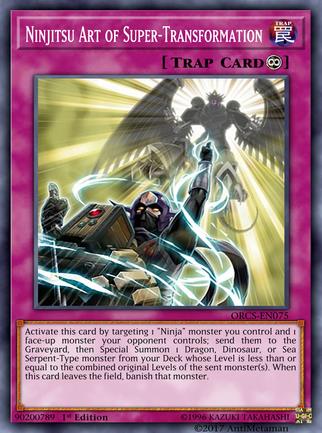 NINJITSU ART OF SUPER-TRANSFORMATION
TRAP
罠
[TRAP CARD]
ORCS-EN075
Activate this card by targeting 1 "Ninja" monster you control and 1
face-up monster your opponent controls; send them to the
Graveyard, then Special Summon 1 Dragon, Dinosaur, or Sea
Serpent-Type monster from your Deck whose Level is less than or
equal to the combined original Levels of the sent monster(s). When
this card leaves the field, banish that monster.
90200789 1st Edition ©1996 KAZUKI TAKAHASHI
©2017 AntiMetaman